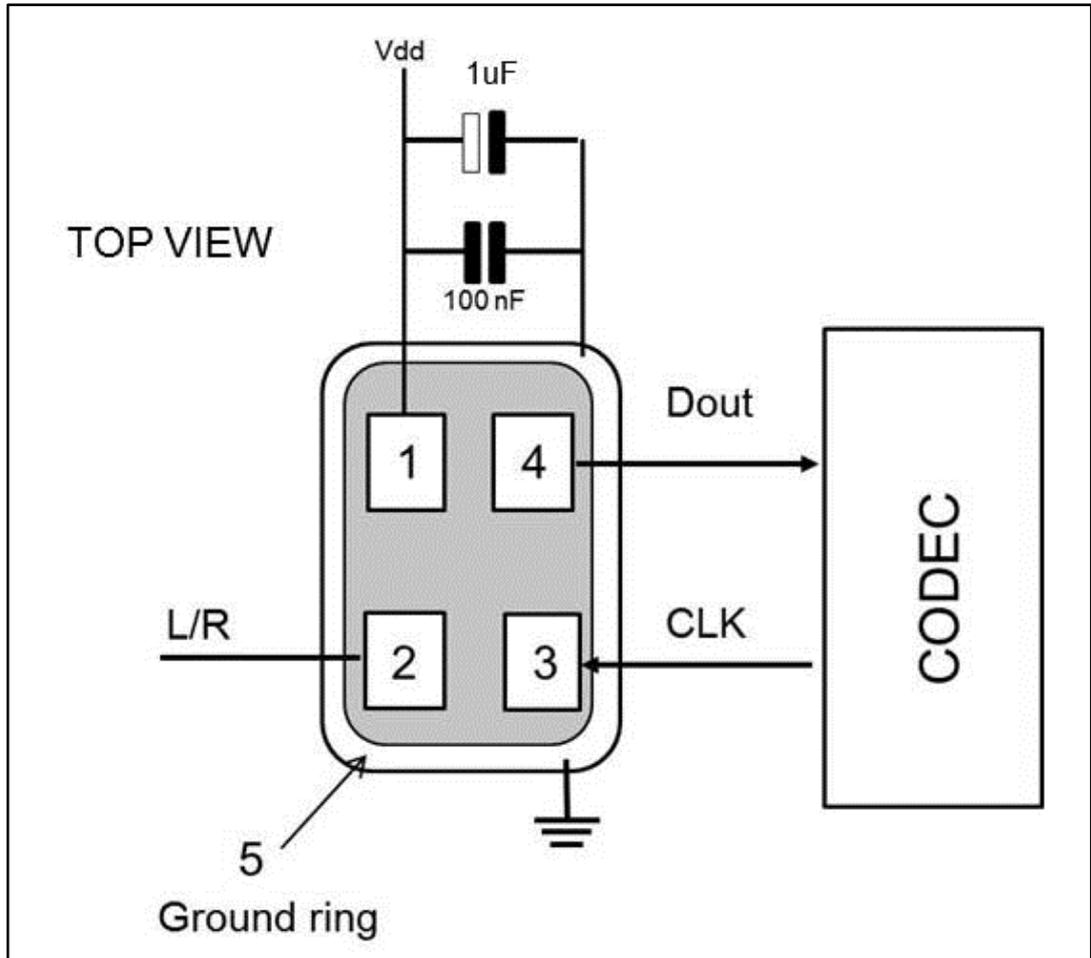 Vdd
1uF
TOP VIEW
100 nF
1
4
Dout
L/R
2
3
CLK
CODEC
5
Ground ring